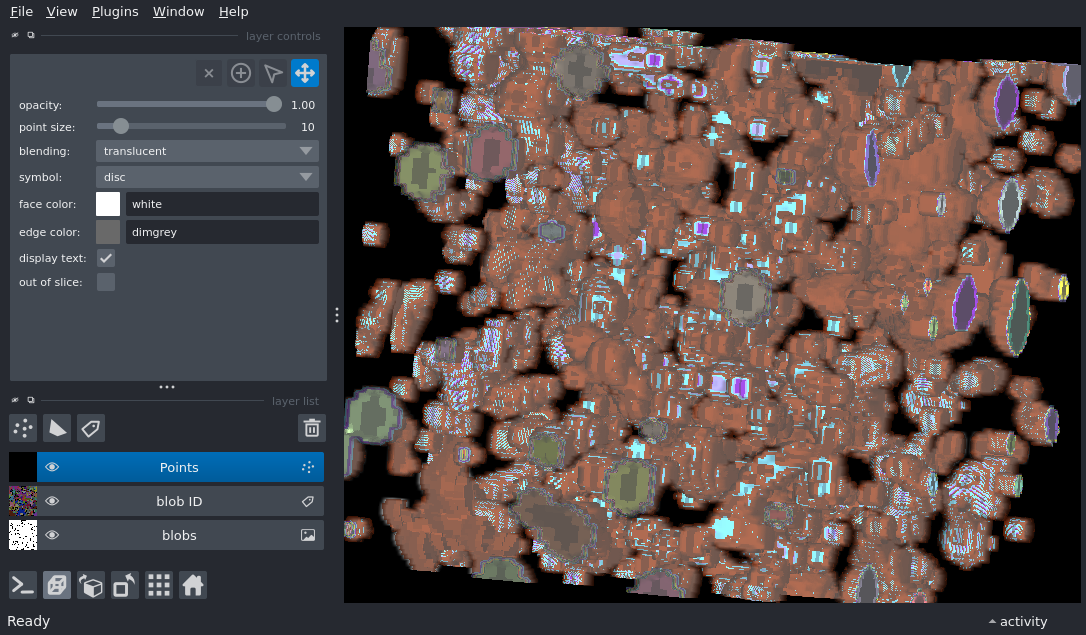 File View Plugins Window Help
layer controls
opacity: 1.00
point size: 10
blending: translucent
symbol: disc
face color: white
edge color: dimgrey
display text:
out of slice:
layer list
Points
blob ID
blobs
Ready
activity